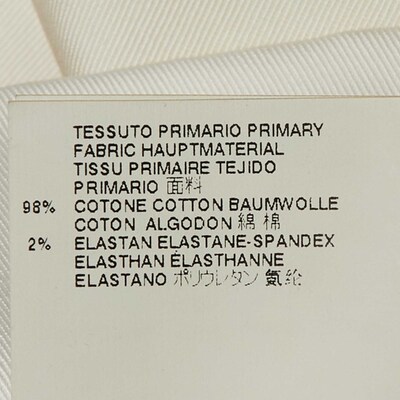 TESSUTO PRIMARIO PRIMARY
FABRIC HAUPTMATERIAL
TISSU PRIMAIRE TEJIDO
PRIMARIO 面料
98% COTONE COTTON BAUMWOLLE
COTON ALGODON 綿 棉
2% ELASTAN ELASTANE-SPANDEX
ELASTHAN ÉLASTHANNE
ELASTANO ポリウレタン 氨纶